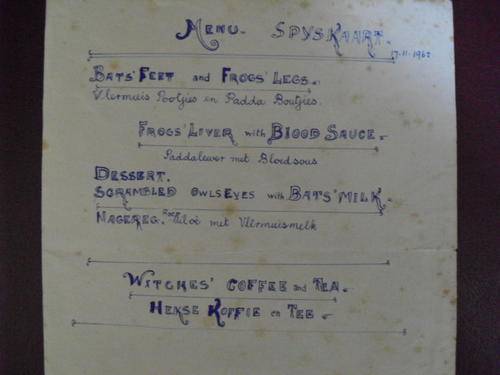 MENU. SPYSKAART.
17-11-1962
BATS' FEET and FROGS' LEGS.
Vlermuis Pootjies en Padda Boutjies.
FROGS' LIVER with BLOOD SAUCE.
Paddalewer met Bloedsous
DESSERT.
SCRAMBLED OWLS EYES with BATS' MILK.
NAGEREG. met Vlermuismelk
WITCHES' COFFEE and TEA.
HEKSE KOFFIE en TEE.